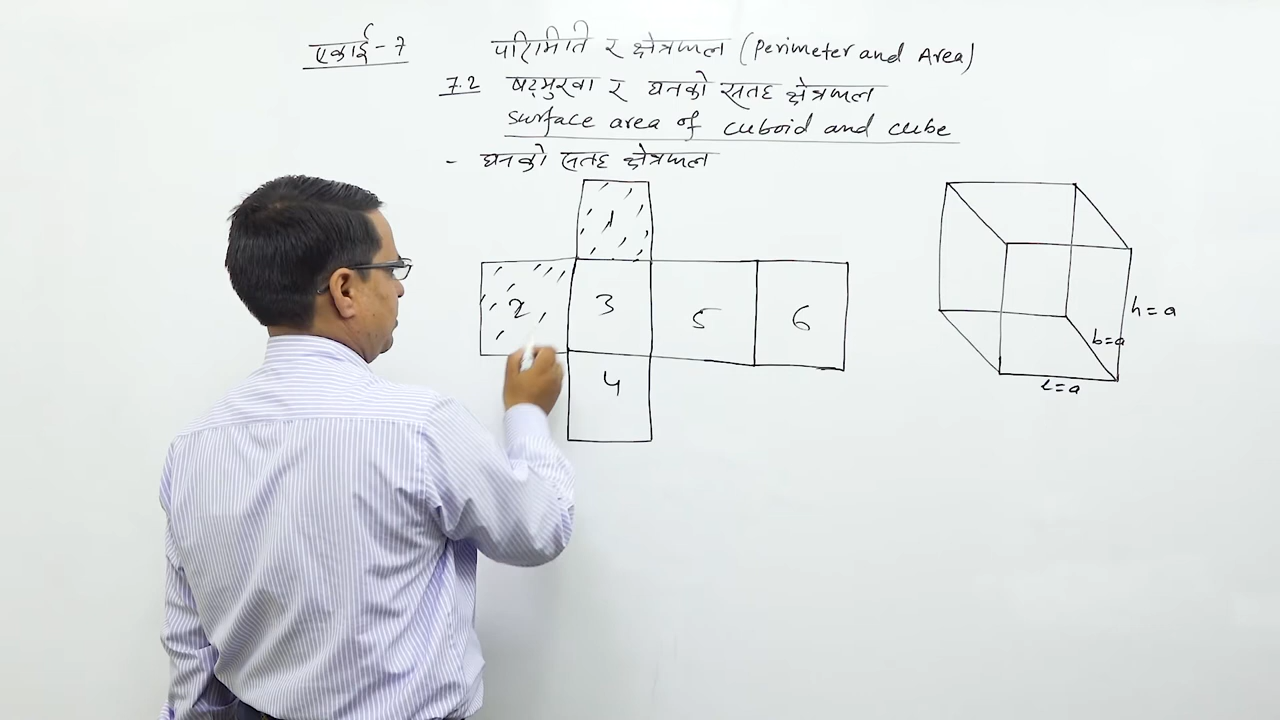 एकाई - 7
परिमिति र क्षेत्रफल (Perimeter and Area)
7.2 षट्मुखा र घनको सतह क्षेत्रफल
surface area of cuboid and cube
- घनको सतह क्षेत्रफल
1
2 3 5 6
4
h = a
b = a
l = a